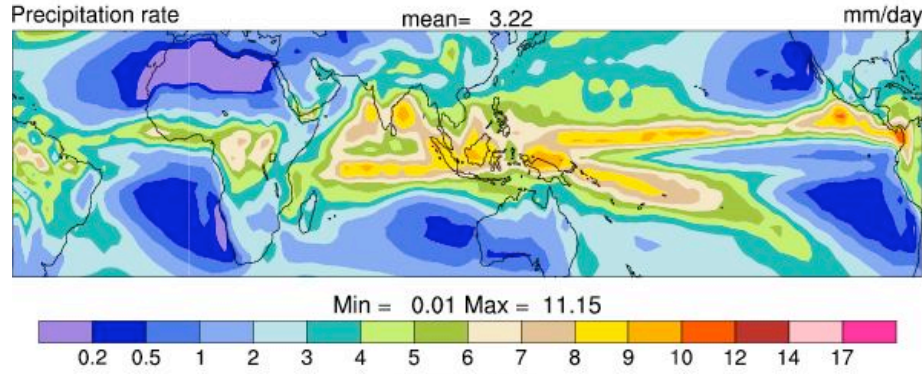 Precipitation rate mean= 3.22 mm/day
Min = 0.01 Max = 11.15
0.2 0.5 1 2 3 4 5 6 7 8 9 10 12 14 17